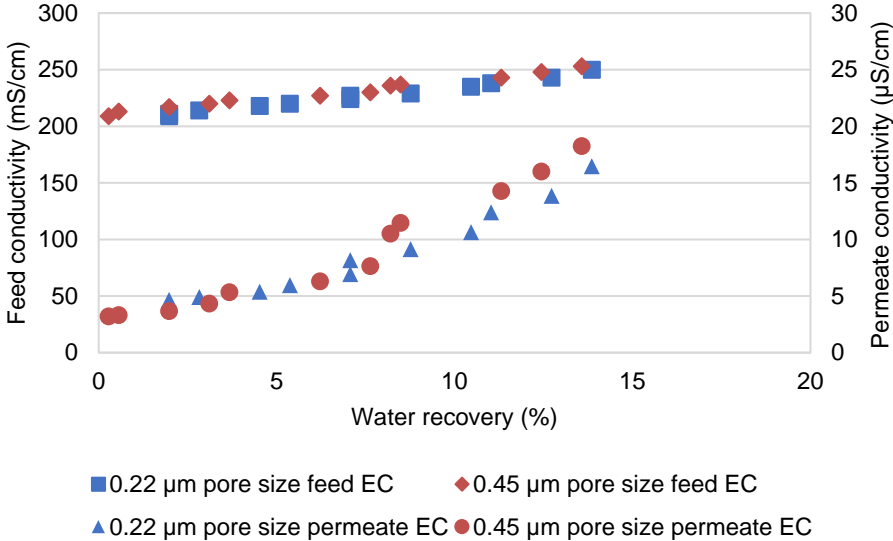 300
250
200
150
100
50
0
Feed conductivity (mS/cm)
30
25
20
15
10
5
0
Permeate conductivity (µS/cm)
0 5 10 15 20
Water recovery (%)
0.22 µm pore size feed EC 0.45 µm pore size feed EC
0.22 µm pore size permeate EC 0.45 µm pore size permeate EC